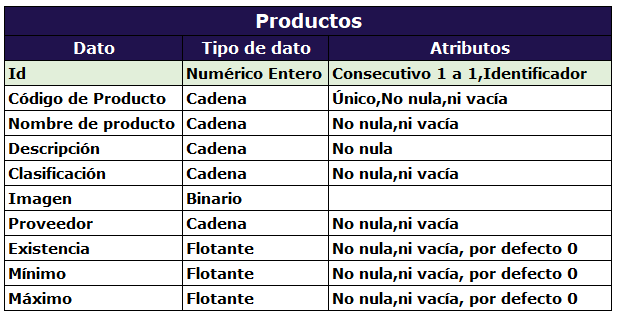 Productos
Dato Tipo de dato Atributos
Id Numérico Entero Consecutivo 1 a 1,Identificador
Código de Producto Cadena Único,No nula,ni vacía
Nombre de producto Cadena No nula,ni vacía
Descripción Cadena No nula
Clasificación Cadena No nula,ni vacía
Imagen Binario
Proveedor Cadena No nula,ni vacía
Existencia Flotante No nula,ni vacía, por defecto 0
Mínimo Flotante No nula,ni vacía, por defecto 0
Máximo Flotante No nula,ni vacía, por defecto 0